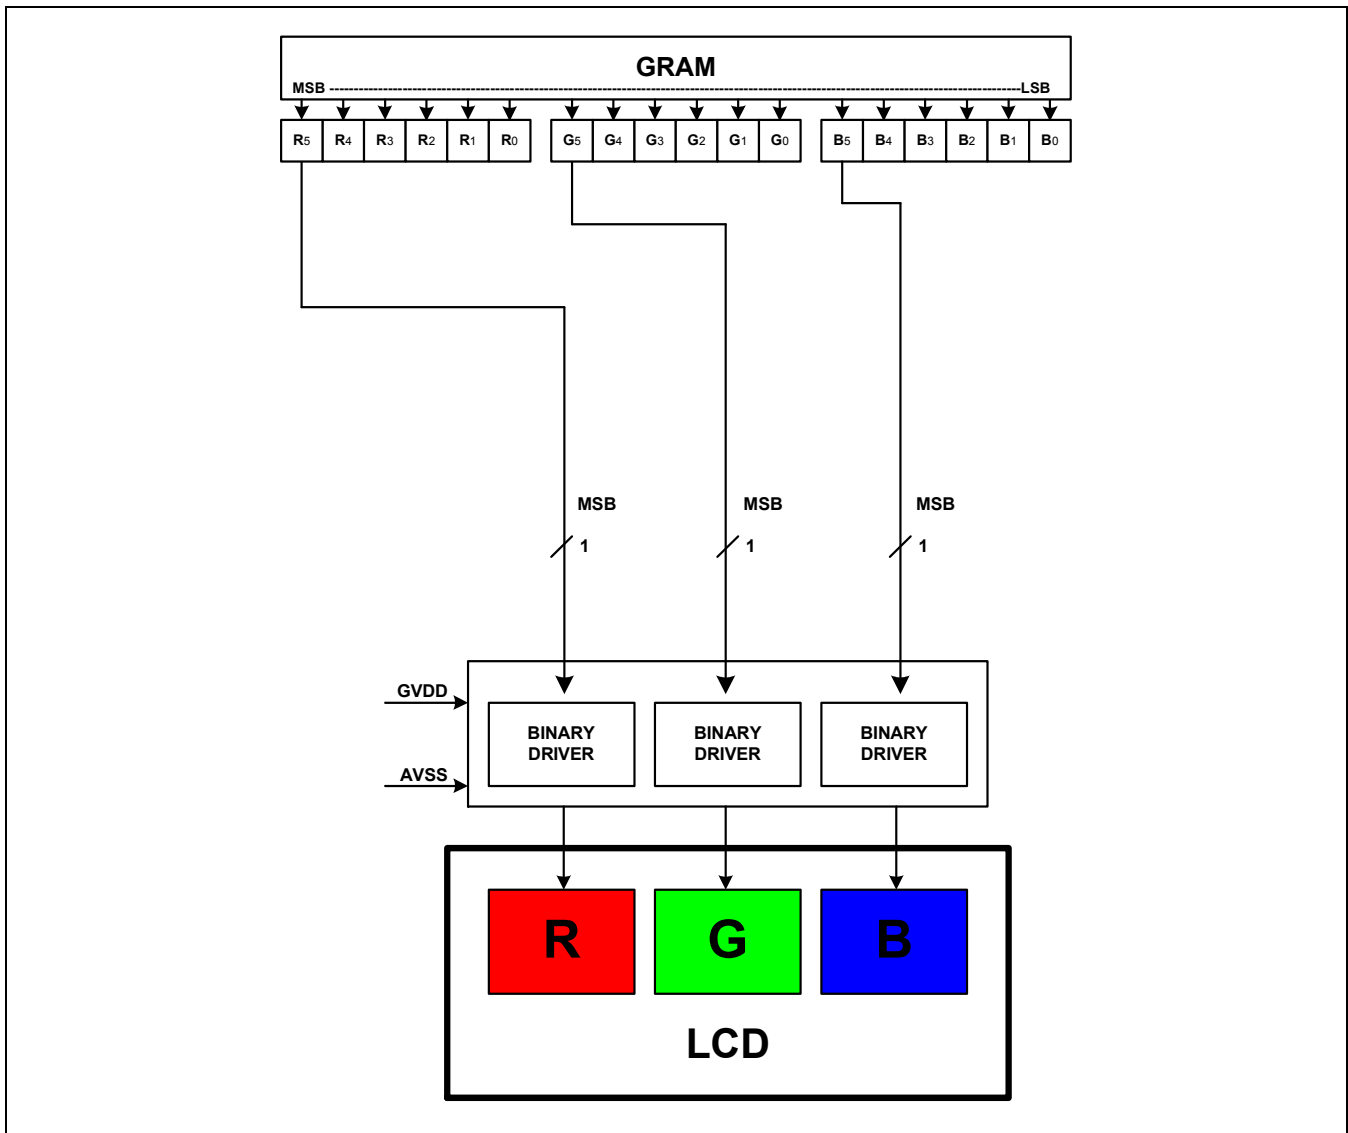 GRAM
MSB ---------- LSB
R5 R4 R3 R2 R1 R0 G5 G4 G3 G2 G1 G0 B5 B4 B3 B2 B1 B0
MSB MSB MSB
1 1 1
GVDD
BINARY DRIVER BINARY DRIVER BINARY DRIVER
AVSS
R G B
LCD